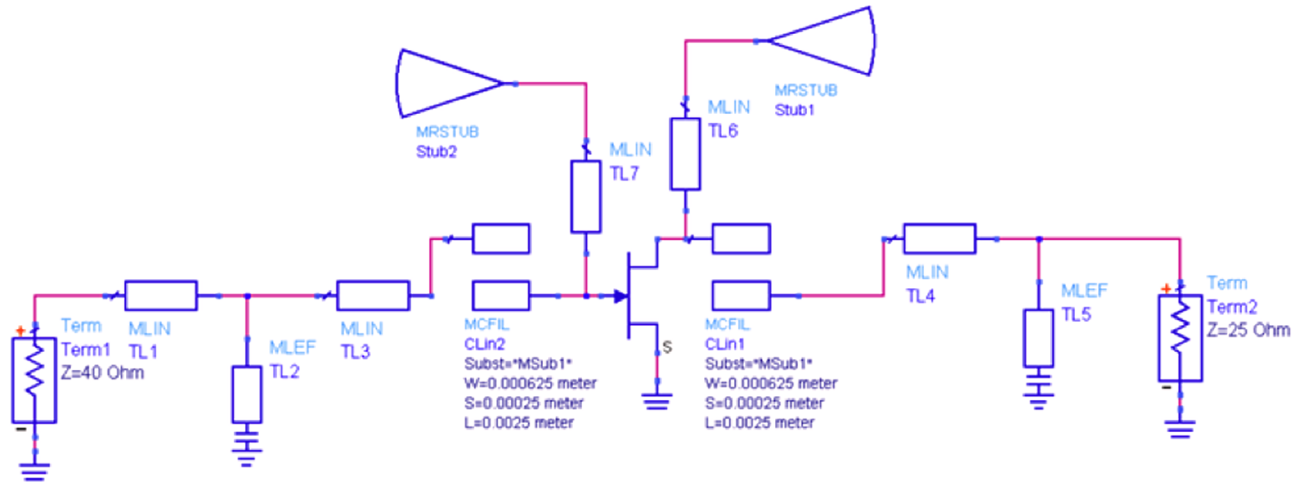 MRSTUB
Stub2
MRSTUB
Stub1
MLIN
TL7
MLIN
TL6
+
Term
Term1
Z=40 Ohm
-
MLIN
TL1
MLEF
TL2
MLIN
TL3
MCFIL
CLin2
Subst="MSub1"
W=0.000625 meter
S=0.00025 meter
L=0.0025 meter
S
MCFIL
CLin1
Subst="MSub1"
W=0.000625 meter
S=0.00025 meter
L=0.0025 meter
MLIN
TL4
MLEF
TL5
+
Term
Term2
Z=25 Ohm
-